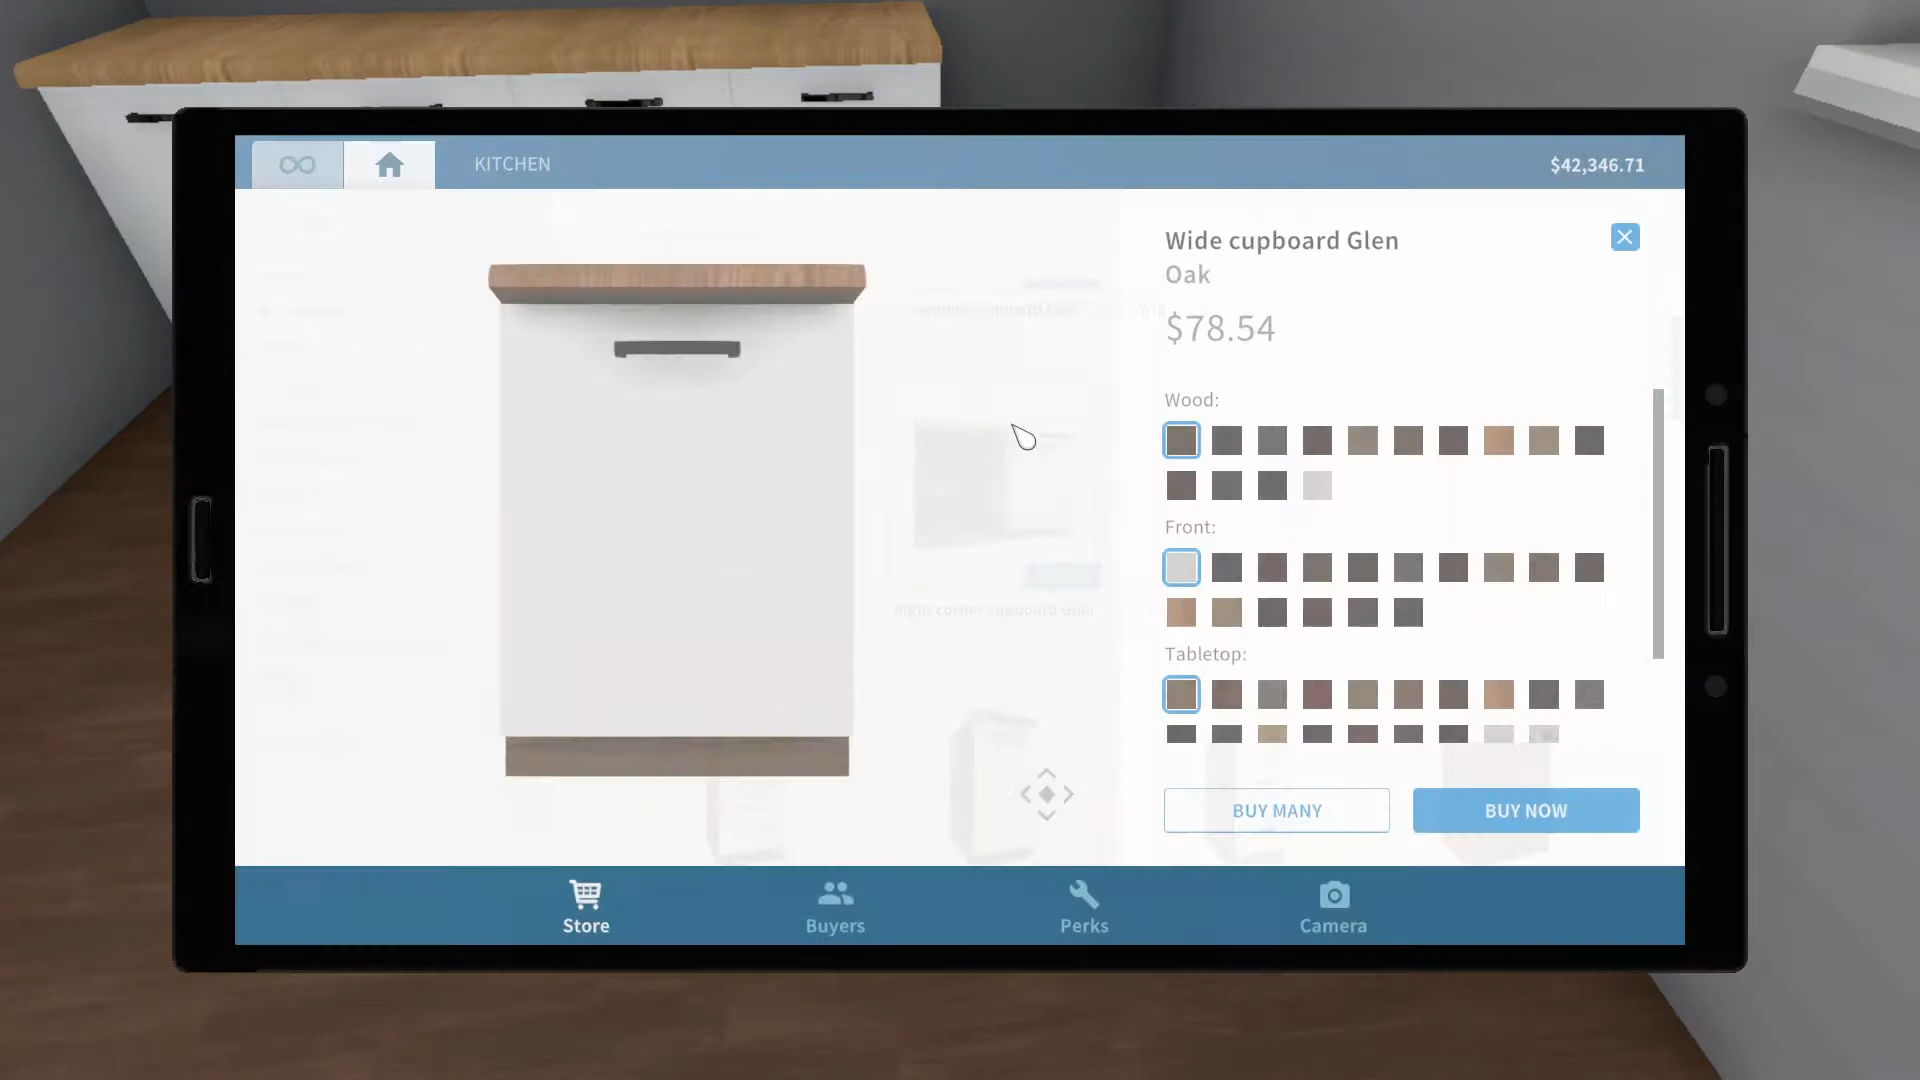 KITCHEN
$42,346.71
Wide cupboard Glen
Oak
$78.54
Wood:
Front:
Tabletop:
BUY MANY
BUY NOW
Store
Buyers
Perks
Camera